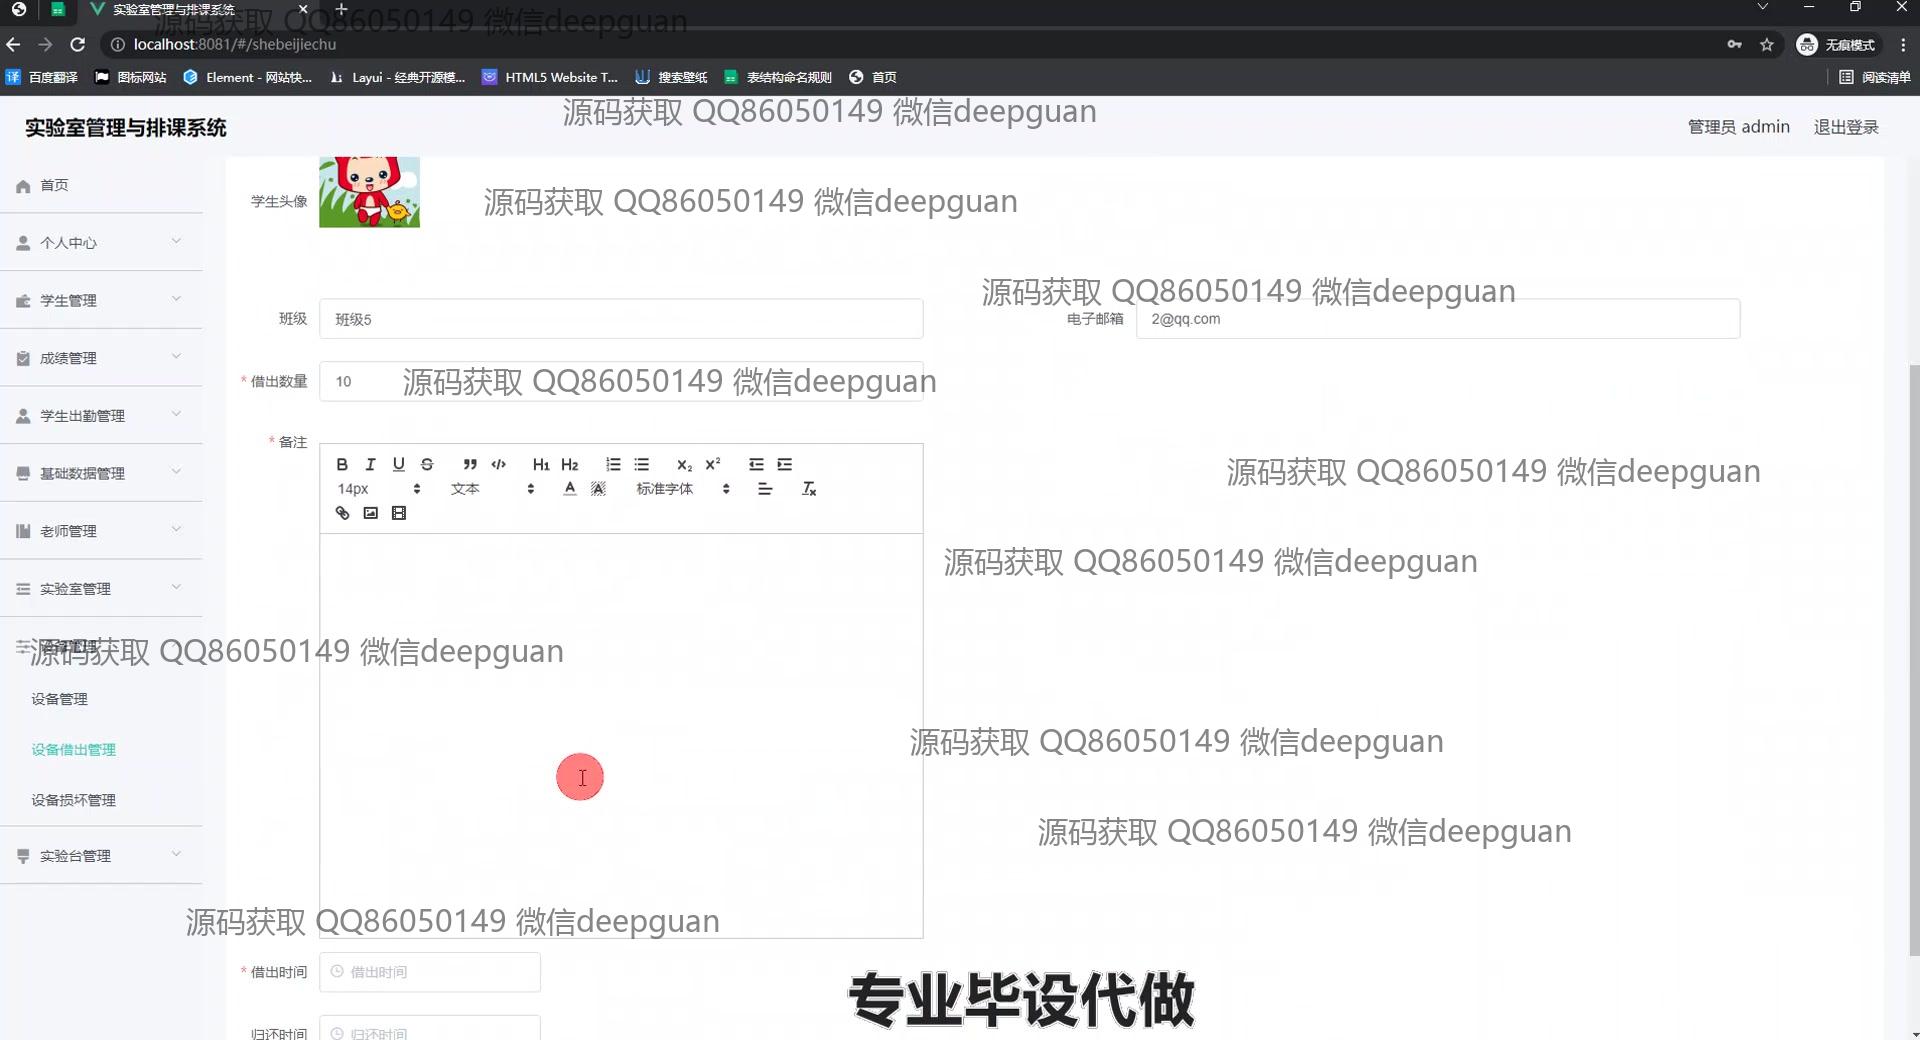 实验室管理与排课系统
源码获取 QQ86050149 微信deepguan
localhost:8081/#/shebeijiechu
无痕模式
百度翻译
图标网站
Element - 网站快...
Layui - 经典开源模...
HTML5 Website T...
搜索壁纸
表结构命名规则
首页
阅读清单
源码获取 QQ86050149 微信deepguan
实验室管理与排课系统
管理员 admin
退出登录
首页
个人中心
学生管理
成绩管理
学生出勤管理
基础数据管理
老师管理
实验室管理
设备管理
源码获取 QQ86050149 微信deepguan
设备管理
设备借出管理
设备损坏管理
实验台管理
学生头像
源码获取 QQ86050149 微信deepguan
源码获取 QQ86050149 微信deepguan
班级
班级5
电子邮箱
2@qq.com
* 借出数量
10
源码获取 QQ86050149 微信deepguan
* 备注
B I U S ” </> H1 H2 X₂ X²
14px
文本
A A
标准字体
源码获取 QQ86050149 微信deepguan
源码获取 QQ86050149 微信deepguan
源码获取 QQ86050149 微信deepguan
源码获取 QQ86050149 微信deepguan
源码获取 QQ86050149 微信deepguan
* 借出时间
借出时间
归还时间
归还时间
专业毕设代做